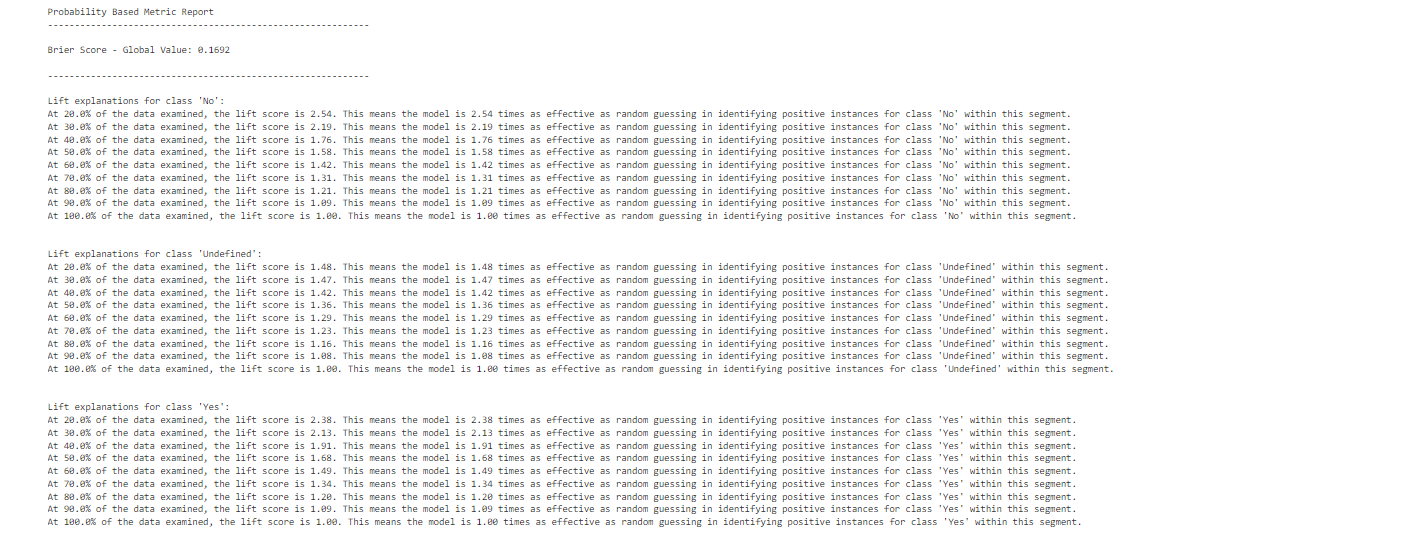 Probability Based Metric Report
------------------------------------------------------------
Brier Score - Global Value: 0.1692
------------------------------------------------------------
Lift explanations for class 'No':
At 20.0% of the data examined, the lift score is 2.54. This means the model is 2.54 times as effective as random guessing in identifying positive instances for class 'No' within this segment.
At 30.0% of the data examined, the lift score is 2.19. This means the model is 2.19 times as effective as random guessing in identifying positive instances for class 'No' within this segment.
At 40.0% of the data examined, the lift score is 1.76. This means the model is 1.76 times as effective as random guessing in identifying positive instances for class 'No' within this segment.
At 50.0% of the data examined, the lift score is 1.58. This means the model is 1.58 times as effective as random guessing in identifying positive instances for class 'No' within this segment.
At 60.0% of the data examined, the lift score is 1.42. This means the model is 1.42 times as effective as random guessing in identifying positive instances for class 'No' within this segment.
At 70.0% of the data examined, the lift score is 1.31. This means the model is 1.31 times as effective as random guessing in identifying positive instances for class 'No' within this segment.
At 80.0% of the data examined, the lift score is 1.21. This means the model is 1.21 times as effective as random guessing in identifying positive instances for class 'No' within this segment.
At 90.0% of the data examined, the lift score is 1.09. This means the model is 1.09 times as effective as random guessing in identifying positive instances for class 'No' within this segment.
At 100.0% of the data examined, the lift score is 1.00. This means the model is 1.00 times as effective as random guessing in identifying positive instances for class 'No' within this segment.
Lift explanations for class 'Undefined':
At 20.0% of the data examined, the lift score is 1.48. This means the model is 1.48 times as effective as random guessing in identifying positive instances for class 'Undefined' within this segment.
At 30.0% of the data examined, the lift score is 1.47. This means the model is 1.47 times as effective as random guessing in identifying positive instances for class 'Undefined' within this segment.
At 40.0% of the data examined, the lift score is 1.42. This means the model is 1.42 times as effective as random guessing in identifying positive instances for class 'Undefined' within this segment.
At 50.0% of the data examined, the lift score is 1.36. This means the model is 1.36 times as effective as random guessing in identifying positive instances for class 'Undefined' within this segment.
At 60.0% of the data examined, the lift score is 1.29. This means the model is 1.29 times as effective as random guessing in identifying positive instances for class 'Undefined' within this segment.
At 70.0% of the data examined, the lift score is 1.23. This means the model is 1.23 times as effective as random guessing in identifying positive instances for class 'Undefined' within this segment.
At 80.0% of the data examined, the lift score is 1.16. This means the model is 1.16 times as effective as random guessing in identifying positive instances for class 'Undefined' within this segment.
At 90.0% of the data examined, the lift score is 1.08. This means the model is 1.08 times as effective as random guessing in identifying positive instances for class 'Undefined' within this segment.
At 100.0% of the data examined, the lift score is 1.00. This means the model is 1.00 times as effective as random guessing in identifying positive instances for class 'Undefined' within this segment.
Lift explanations for class 'Yes':
At 20.0% of the data examined, the lift score is 2.38. This means the model is 2.38 times as effective as random guessing in identifying positive instances for class 'Yes' within this segment.
At 30.0% of the data examined, the lift score is 2.13. This means the model is 2.13 times as effective as random guessing in identifying positive instances for class 'Yes' within this segment.
At 40.0% of the data examined, the lift score is 1.91. This means the model is 1.91 times as effective as random guessing in identifying positive instances for class 'Yes' within this segment.
At 50.0% of the data examined, the lift score is 1.68. This means the model is 1.68 times as effective as random guessing in identifying positive instances for class 'Yes' within this segment.
At 60.0% of the data examined, the lift score is 1.49. This means the model is 1.49 times as effective as random guessing in identifying positive instances for class 'Yes' within this segment.
At 70.0% of the data examined, the lift score is 1.34. This means the model is 1.34 times as effective as random guessing in identifying positive instances for class 'Yes' within this segment.
At 80.0% of the data examined, the lift score is 1.20. This means the model is 1.20 times as effective as random guessing in identifying positive instances for class 'Yes' within this segment.
At 90.0% of the data examined, the lift score is 1.09. This means the model is 1.09 times as effective as random guessing in identifying positive instances for class 'Yes' within this segment.
At 100.0% of the data examined, the lift score is 1.00. This means the model is 1.00 times as effective as random guessing in identifying positive instances for class 'Yes' within this segment.